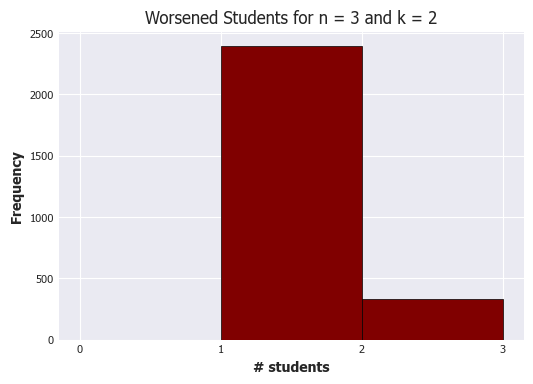 Worsened Students for n = 3 and k = 2
2500
2000
1500
1000
500
0
Frequency
0 1 2 3
# students